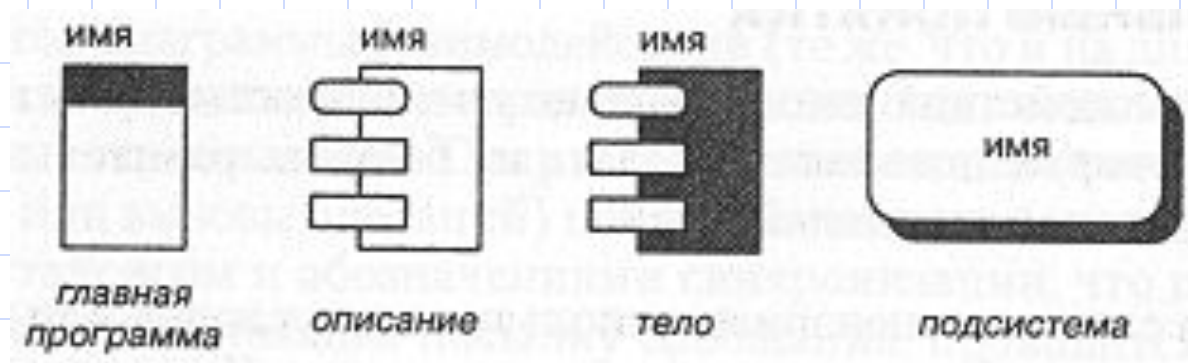 имя
имя
имя
имя
главная
программа
описание
тело
подсистема